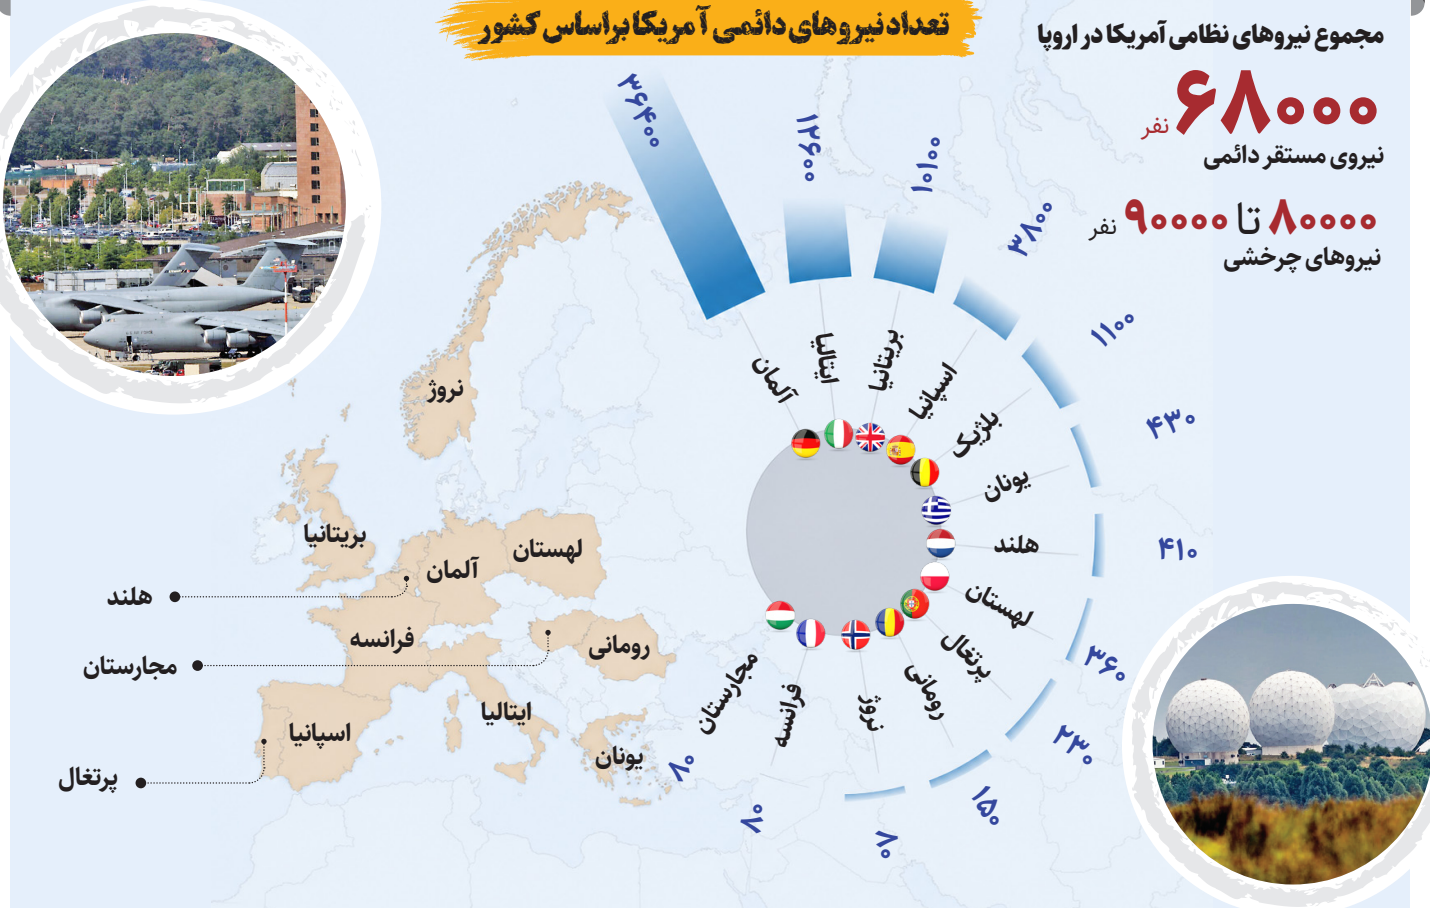 تعداد نیروهای دائمی آمریکا براساس کشور
مجموع نیروهای نظامی آمریکا در اروپا
۶۸۰۰۰ نفر
نیروی مستقر دائمی
۸۰۰۰۰ تا ۹۰۰۰۰ نفر
نیروهای چرخشی
۳۶۴۰۰
۱۲۶۰۰
۱۰۱۰۰
۳۸۰۰
۱۱۰۰
۴۳۰
۴۱۰
۳۶۰
۲۳۰
۱۵۰
۸۰
۸۰
۸۰
آلمان
ایتالیا
بریتانیا
اسپانیا
بلژیک
یونان
هلند
لهستان
پرتغال
رومانی
نروژ
فرانسه
مجارستان
نروژ
بریتانیا
لهستان
آلمان
هلند
فرانسه
رومانی
مجارستان
ایتالیا
اسپانیا
یونان
پرتغال